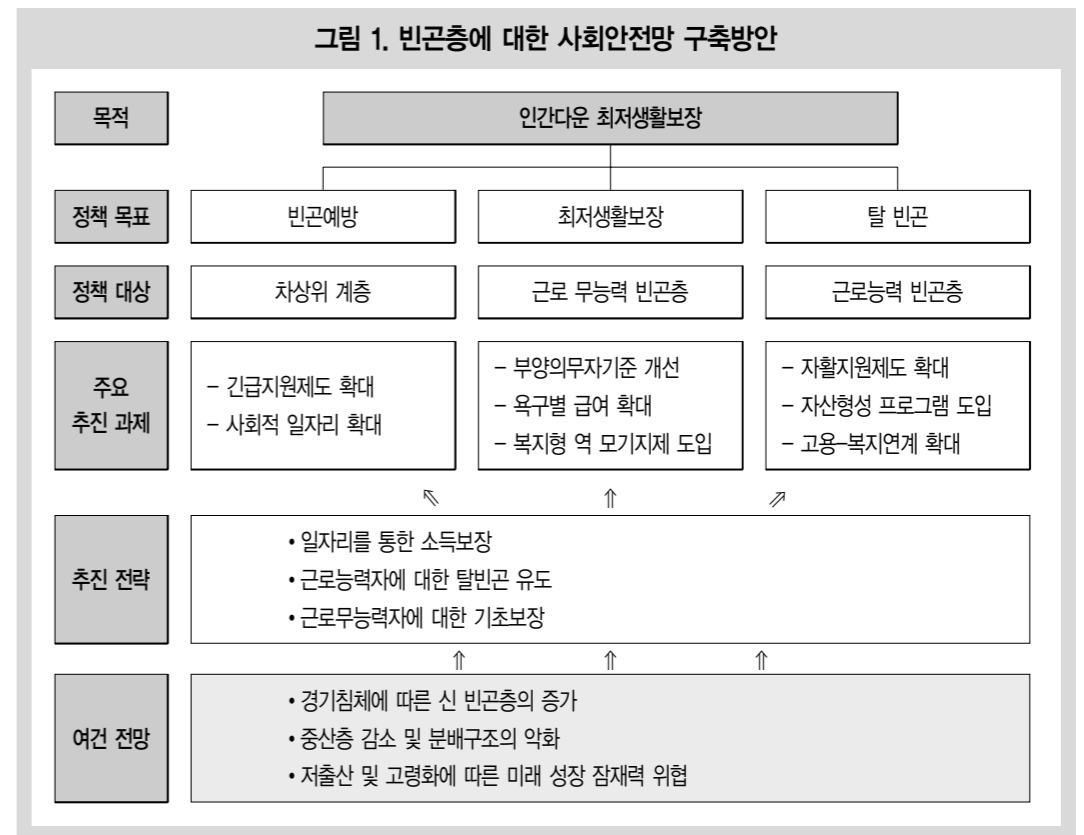 그림 1. 빈곤층에 대한 사회안전망 구축방안
목적
인간다운 최저생활보장
정책 목표
빈곤예방
최저생활보장
탈 빈곤
정책 대상
차상위 계층
근로 무능력 빈곤층
근로능력 빈곤층
주요
추진 과제
– 긴급지원제도 확대
– 사회적 일자리 확대
– 부양의무자기준 개선
– 욕구별 급여 확대
– 복지형 역 모기지제 도입
– 자활지원제도 확대
– 자산형성 프로그램 도입
– 고용–복지연계 확대
⇖ ⇑ ⇗
추진 전략
• 일자리를 통한 소득보장
• 근로능력자에 대한 탈빈곤 유도
• 근로무능력자에 대한 기초보장
⇑ ⇑ ⇑
여건 전망
• 경기침체에 따른 신 빈곤층의 증가
• 중산층 감소 및 분배구조의 악화
• 저출산 및 고령화에 따른 미래 성장 잠재력 위협